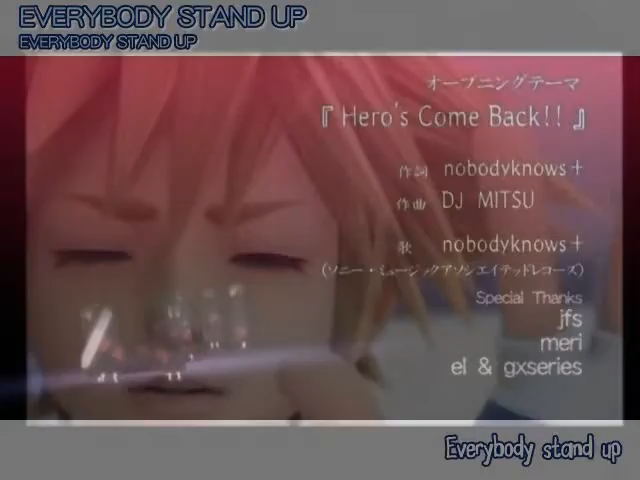 EVERYBODY STAND UP
EVERYBODY STAND UP
オープニングテーマ
『 Hero's Come Back!! 』
作詞 nobodyknows+
作曲 DJ MITSU
歌 nobodyknows+
(ソニー・ミュージックアソシエイテッドレコーズ)
Special Thanks
jfs
meri
el & gxseries
Everybody stand up